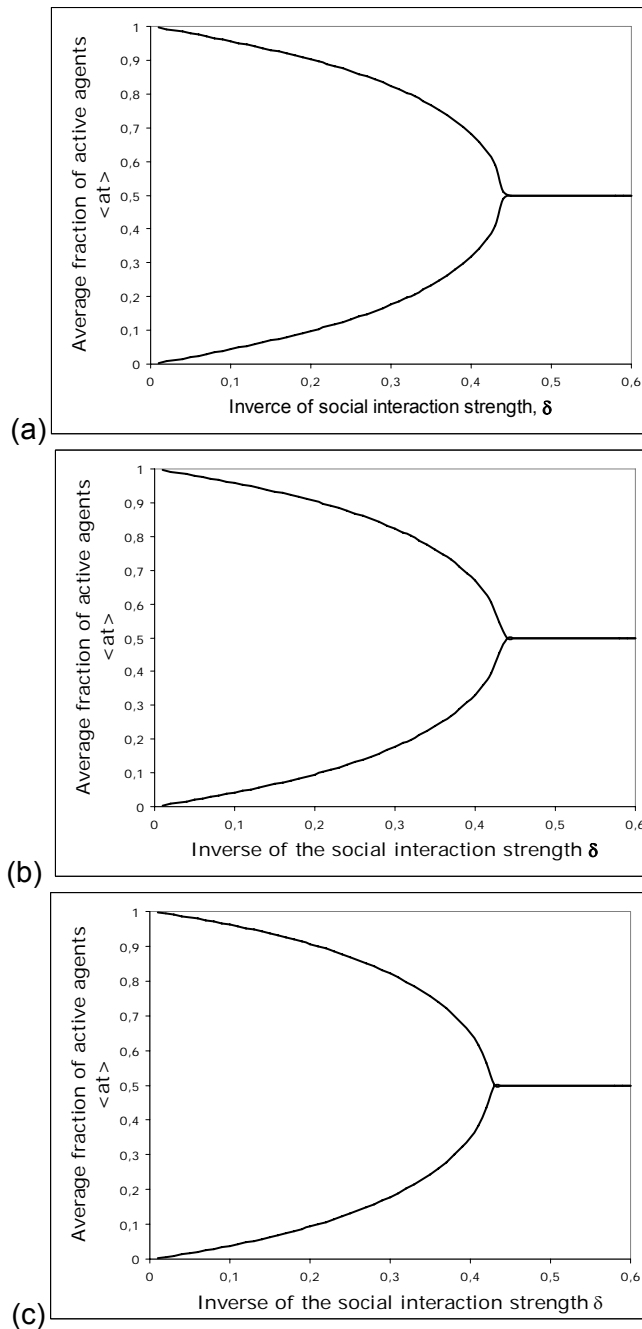 Average fraction of active agents
<at>
1
0,9
0,8
0,7
0,6
0,5
0,4
0,3
0,2
0,1
0
0 0,1 0,2 0,3 0,4 0,5 0,6
Inverce of social interaction strength, δ
(a)
Average fraction of active agents
<at>
1
0,9
0,8
0,7
0,6
0,5
0,4
0,3
0,2
0,1
0
0 0,1 0,2 0,3 0,4 0,5 0,6
Inverse of the social interaction strength δ
(b)
Average fraction of active agents
<at>
1
0,9
0,8
0,7
0,6
0,5
0,4
0,3
0,2
0,1
0
0 0,1 0,2 0,3 0,4 0,5 0,6
Inverse of the social interaction strength δ
(c)